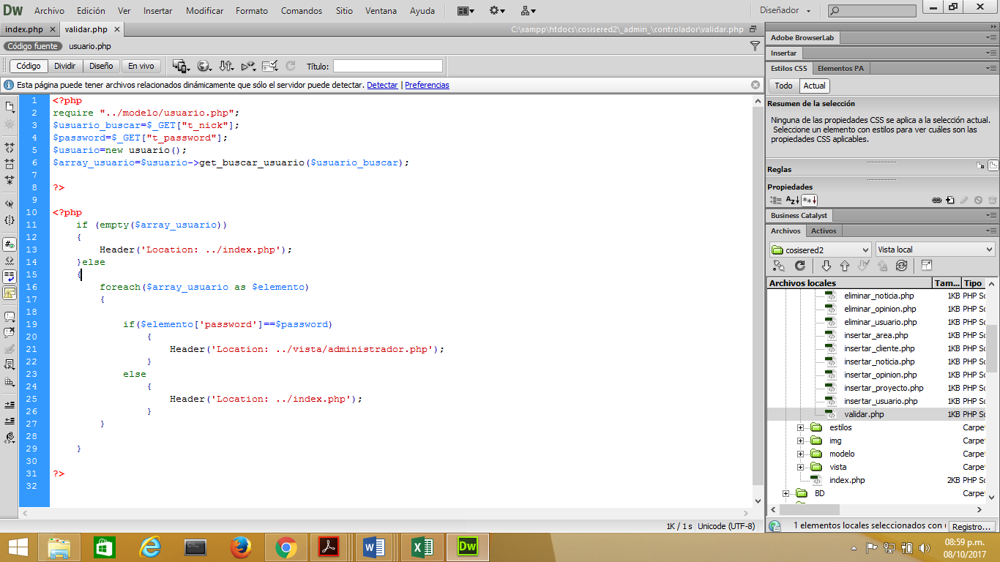 Dw Archivo Edición Ver Insertar Modificar Formato Comandos Sitio Ventana Ayuda Diseñador
index.php validar.php C:\xampp\htdocs\cosisered2\_admin_\controlador\validar.php
Código fuente usuario.php
Código Dividir Diseño En vivo Título:
Esta página puede tener archivos relacionados dinámicamente que sólo el servidor puede detectar. Detectar | Preferencias
1 <?php
2 require "../modelo/usuario.php";
3 $usuario_buscar=$_GET["t_nick"];
4 $password=$_GET["t_password"];
5 $usuario=new usuario();
6 $array_usuario=$usuario->get_buscar_usuario($usuario_buscar);
7
8 ?>
9
10 <?php
11 if (empty($array_usuario))
12 {
13 Header('Location: ../index.php');
14 }else
15 {
16 foreach($array_usuario as $elemento)
17 {
18
19 if($elemento['password']==$password)
20 {
21 Header('Location: ../vista/administrador.php');
22 }
23 else
24 {
25 Header('Location: ../index.php');
26 }
27 }
28
29 }
30
31 ?>
32
1K / 1 s Unicode (UTF-8)
Adobe BrowserLab
Insertar
Estilos CSS Elementos PA
Todo Actual
Resumen de la selección
Ninguna de las propiedades CSS se aplica a la selección actual.
Seleccione un elemento con estilos para ver cuáles son las
propiedades CSS aplicables.
Reglas
Propiedades
Business Catalyst
Archivos Activos
cosisered2 Vista local
Archivos locales Tam... Tipo
eliminar_noticia.php 1KB PHP Sc
eliminar_opinion.php 1KB PHP Sc
eliminar_usuario.php 1KB PHP Sc
insertar_area.php 1KB PHP Sc
insertar_cliente.php 1KB PHP Sc
insertar_noticia.php 1KB PHP Sc
insertar_opinion.php 1KB PHP Sc
insertar_proyecto.php 1KB PHP Sc
insertar_usuario.php 1KB PHP Sc
validar.php 1KB PHP Sc
estilos Carpet
img Carpet
modelo Carpet
vista Carpet
index.php 2KB PHP Sc
BD Carpet
1 elementos locales seleccionados con Registro...
Dw
08:59 p.m.
08/10/2017